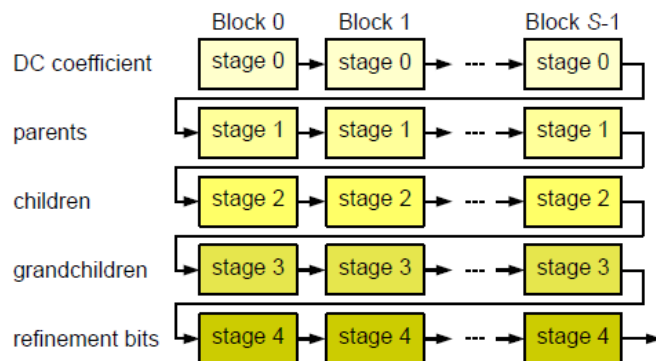 Block 0 Block 1 Block S-1
DC coefficient stage 0 stage 0 --- stage 0
parents stage 1 stage 1 --- stage 1
children stage 2 stage 2 --- stage 2
grandchildren stage 3 stage 3 --- stage 3
refinement bits stage 4 stage 4 --- stage 4